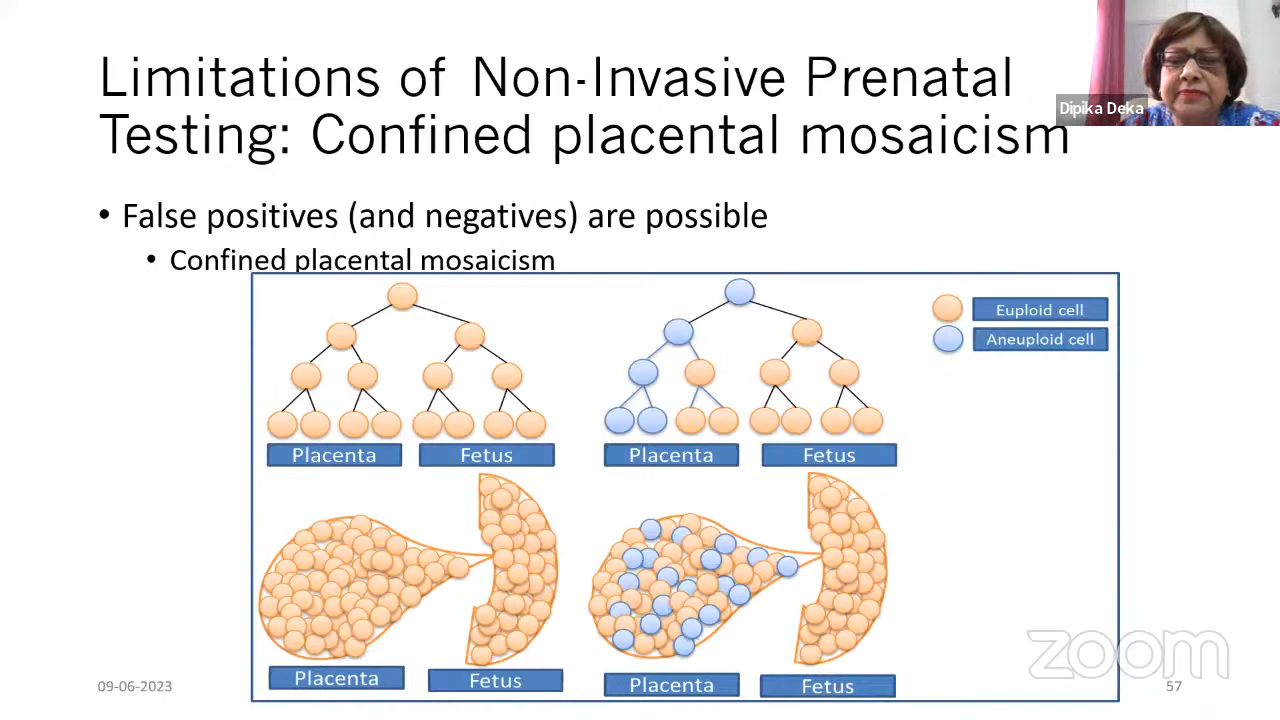 Limitations of Non-Invasive Prenatal
Testing: Confined placental mosaicism
Dipika Deka
• False positives (and negatives) are possible
• Confined placental mosaicism
Euploid cell
Aneuploid cell
Placenta
Fetus
Placenta
Fetus
Placenta
Fetus
Placenta
Fetus
zoom
09-06-2023
57